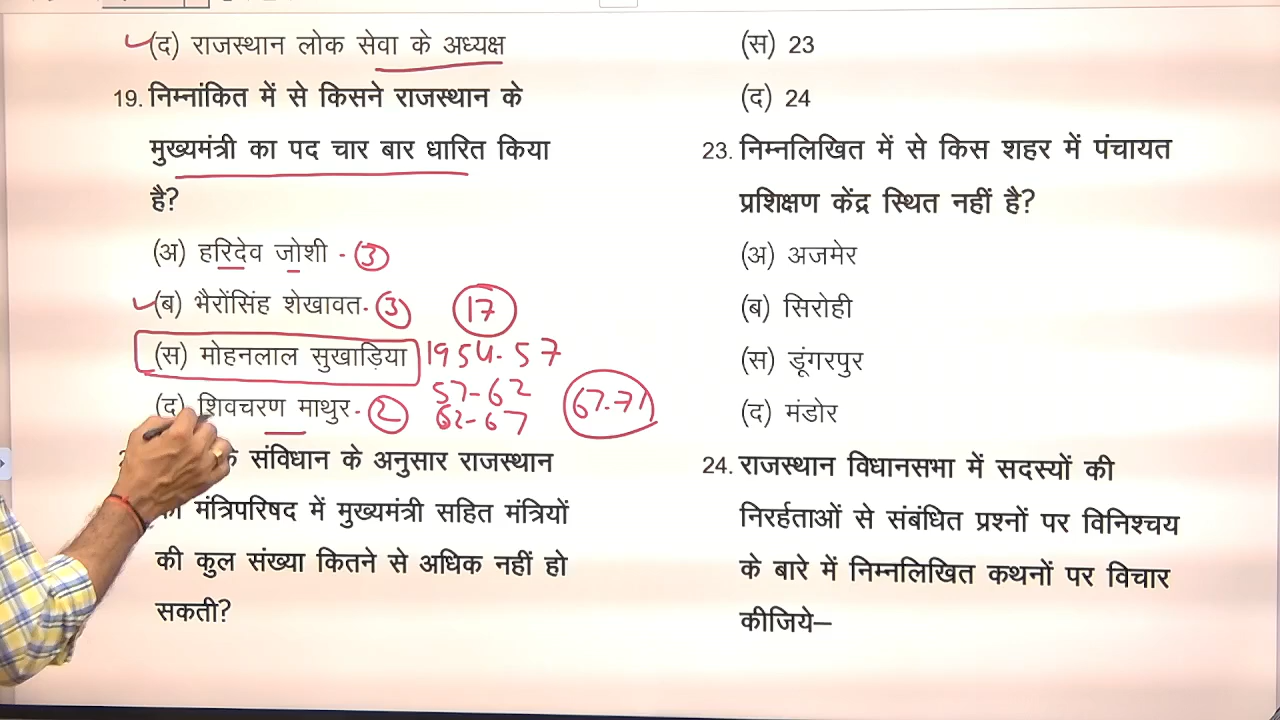 (द) राजस्थान लोक सेवा के अध्यक्ष
19. निम्नांकित में से किसने राजस्थान के
मुख्यमंत्री का पद चार बार धारित किया
है?
(अ) हरिदेव जोशी - 3
(ब) भैरोंसिंह शेखावत - 3 17
(स) मोहनलाल सुखाड़िया 1954-57
57-62
(द) शिवचरण माथुर - 2 62-67 67-71
संविधान के अनुसार राजस्थान
मंत्रिपरिषद में मुख्यमंत्री सहित मंत्रियों
की कुल संख्या कितने से अधिक नहीं हो
सकती?
(स) 23
(द) 24
23. निम्नलिखित में से किस शहर में पंचायत
प्रशिक्षण केंद्र स्थित नहीं है?
(अ) अजमेर
(ब) सिरोही
(स) डूंगरपुर
(द) मंडोर
24. राजस्थान विधानसभा में सदस्यों की
निरर्हताओं से संबंधित प्रश्नों पर विनिश्चय
के बारे में निम्नलिखित कथनों पर विचार
कीजिये–